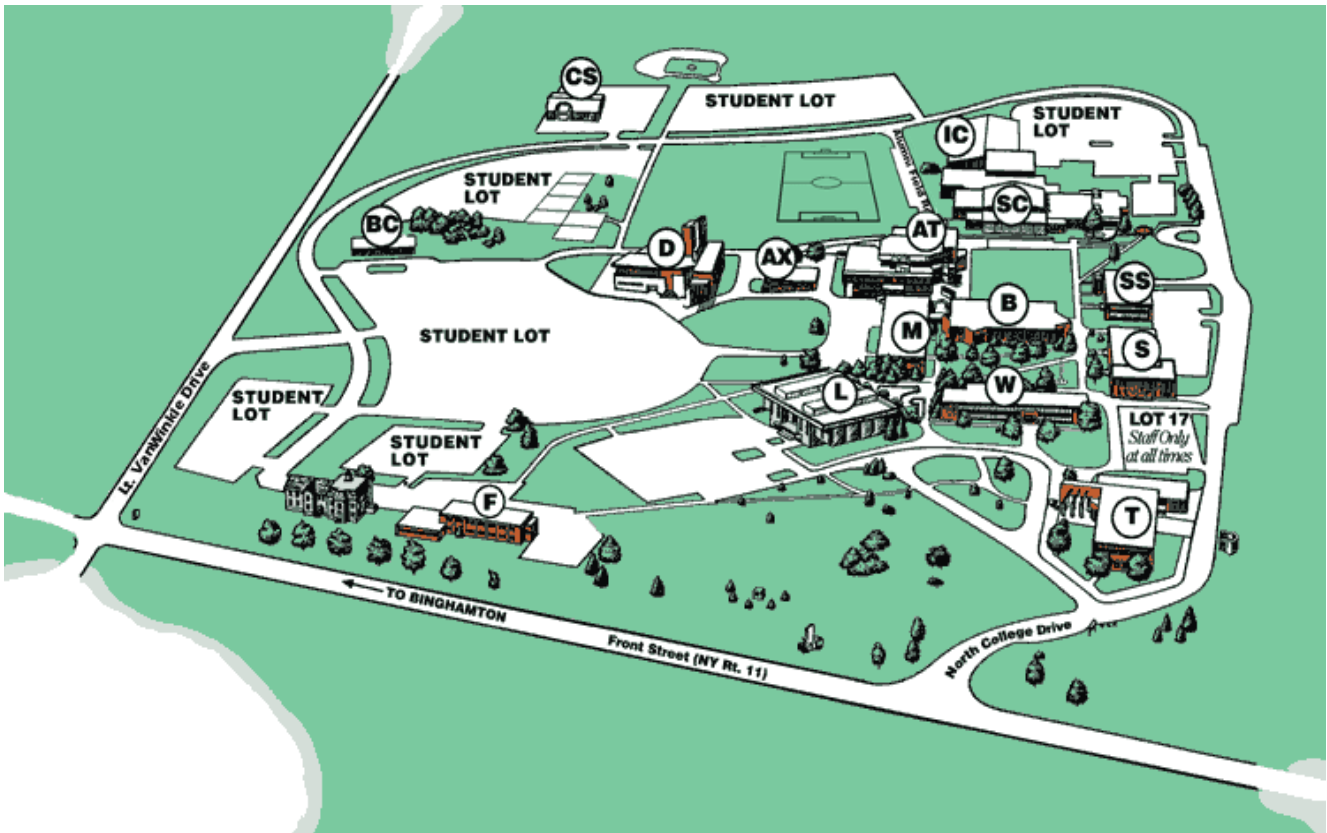 CS
STUDENT LOT
IC
STUDENT
LOT
STUDENT
LOT
SC
BC
D
AX
AT
SS
STUDENT LOT
M
B
S
L
W
STUDENT
LOT
LOT 17
Staff Only
at all times
STUDENT
LOT
Lt. VanWinkle Drive
F
T
TO BINGHAMTON
Front Street (NY Rt. 11)
North College Drive